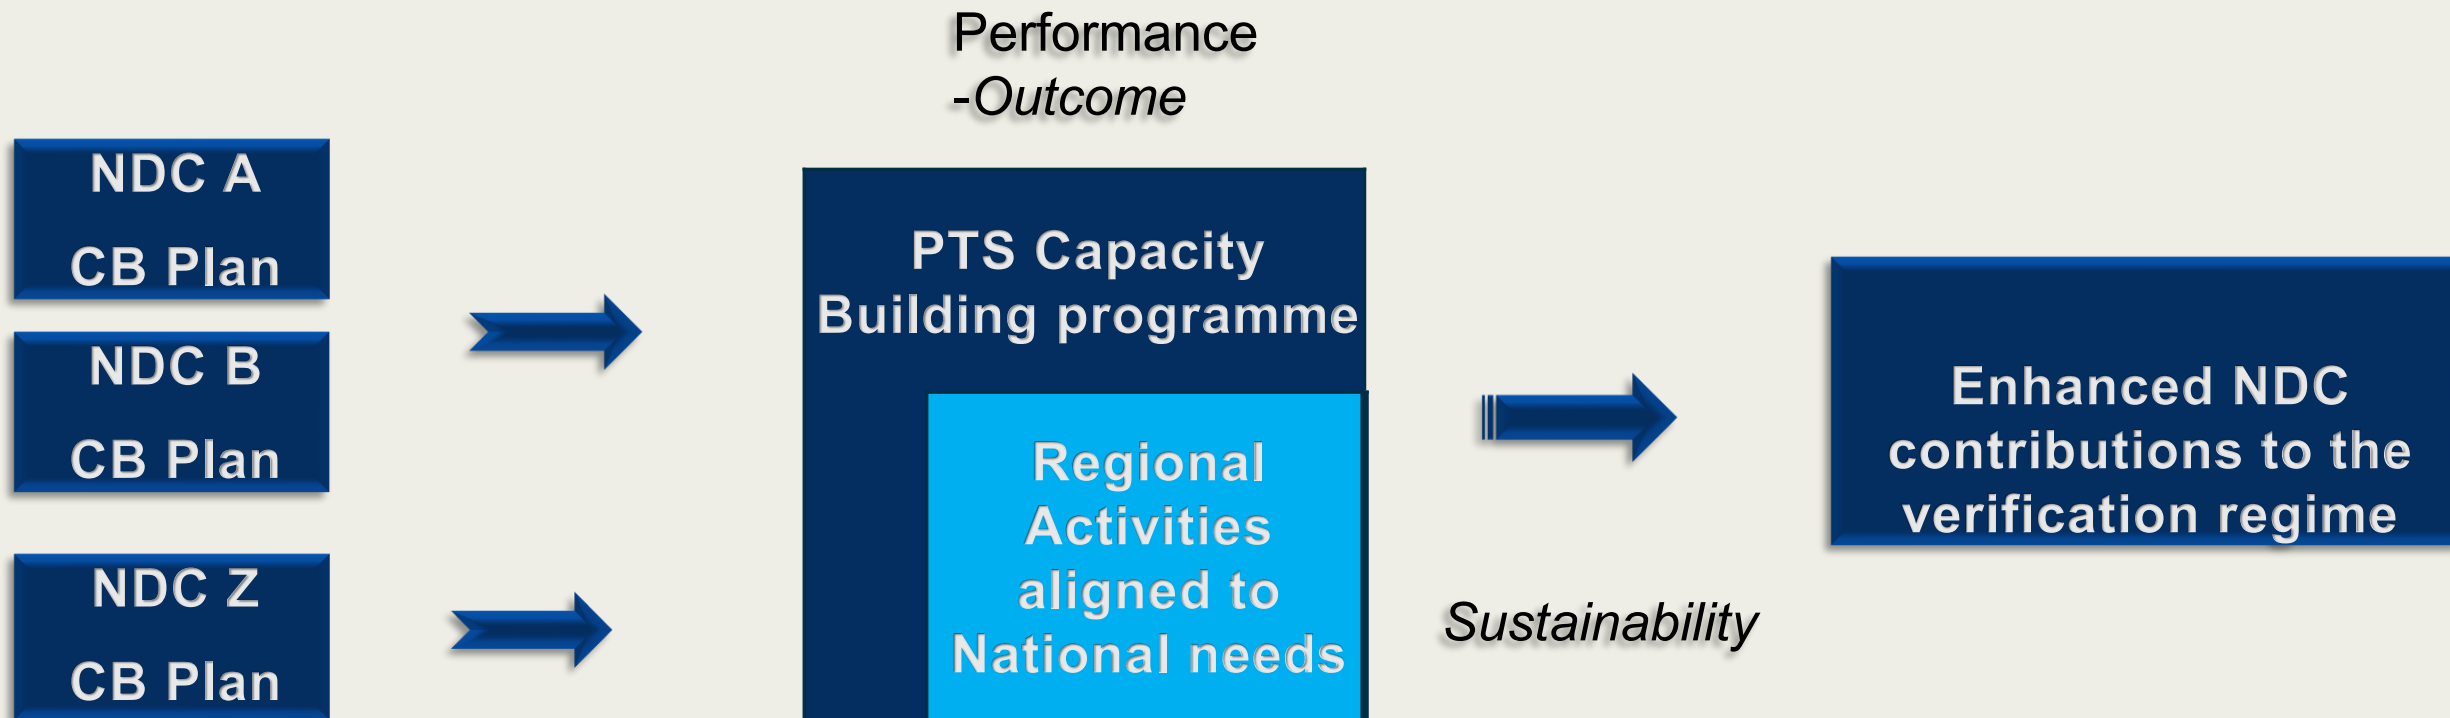 Performance
-Outcome
NDC A
CB Plan
NDC B
CB Plan
NDC Z
CB Plan
PTS Capacity
Building programme
Regional
Activities
aligned to
National needs
Enhanced NDC
contributions to the
verification regime
Sustainability